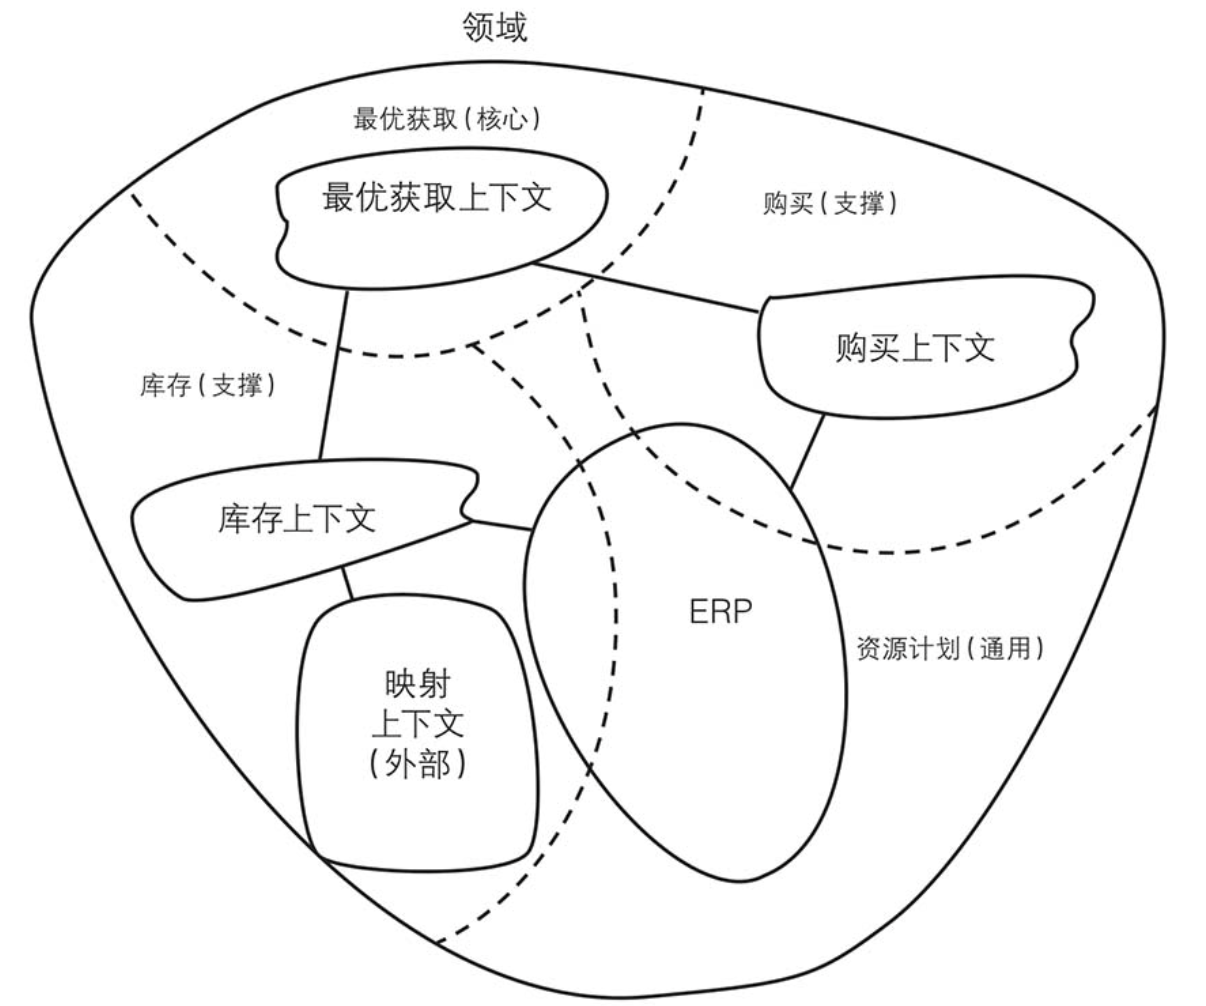 领域
最优获取(核心)
最优获取上下文
购买(支撑)
购买上下文
库存(支撑)
库存上下文
ERP
资源计划(通用)
映射
上下文
(外部)